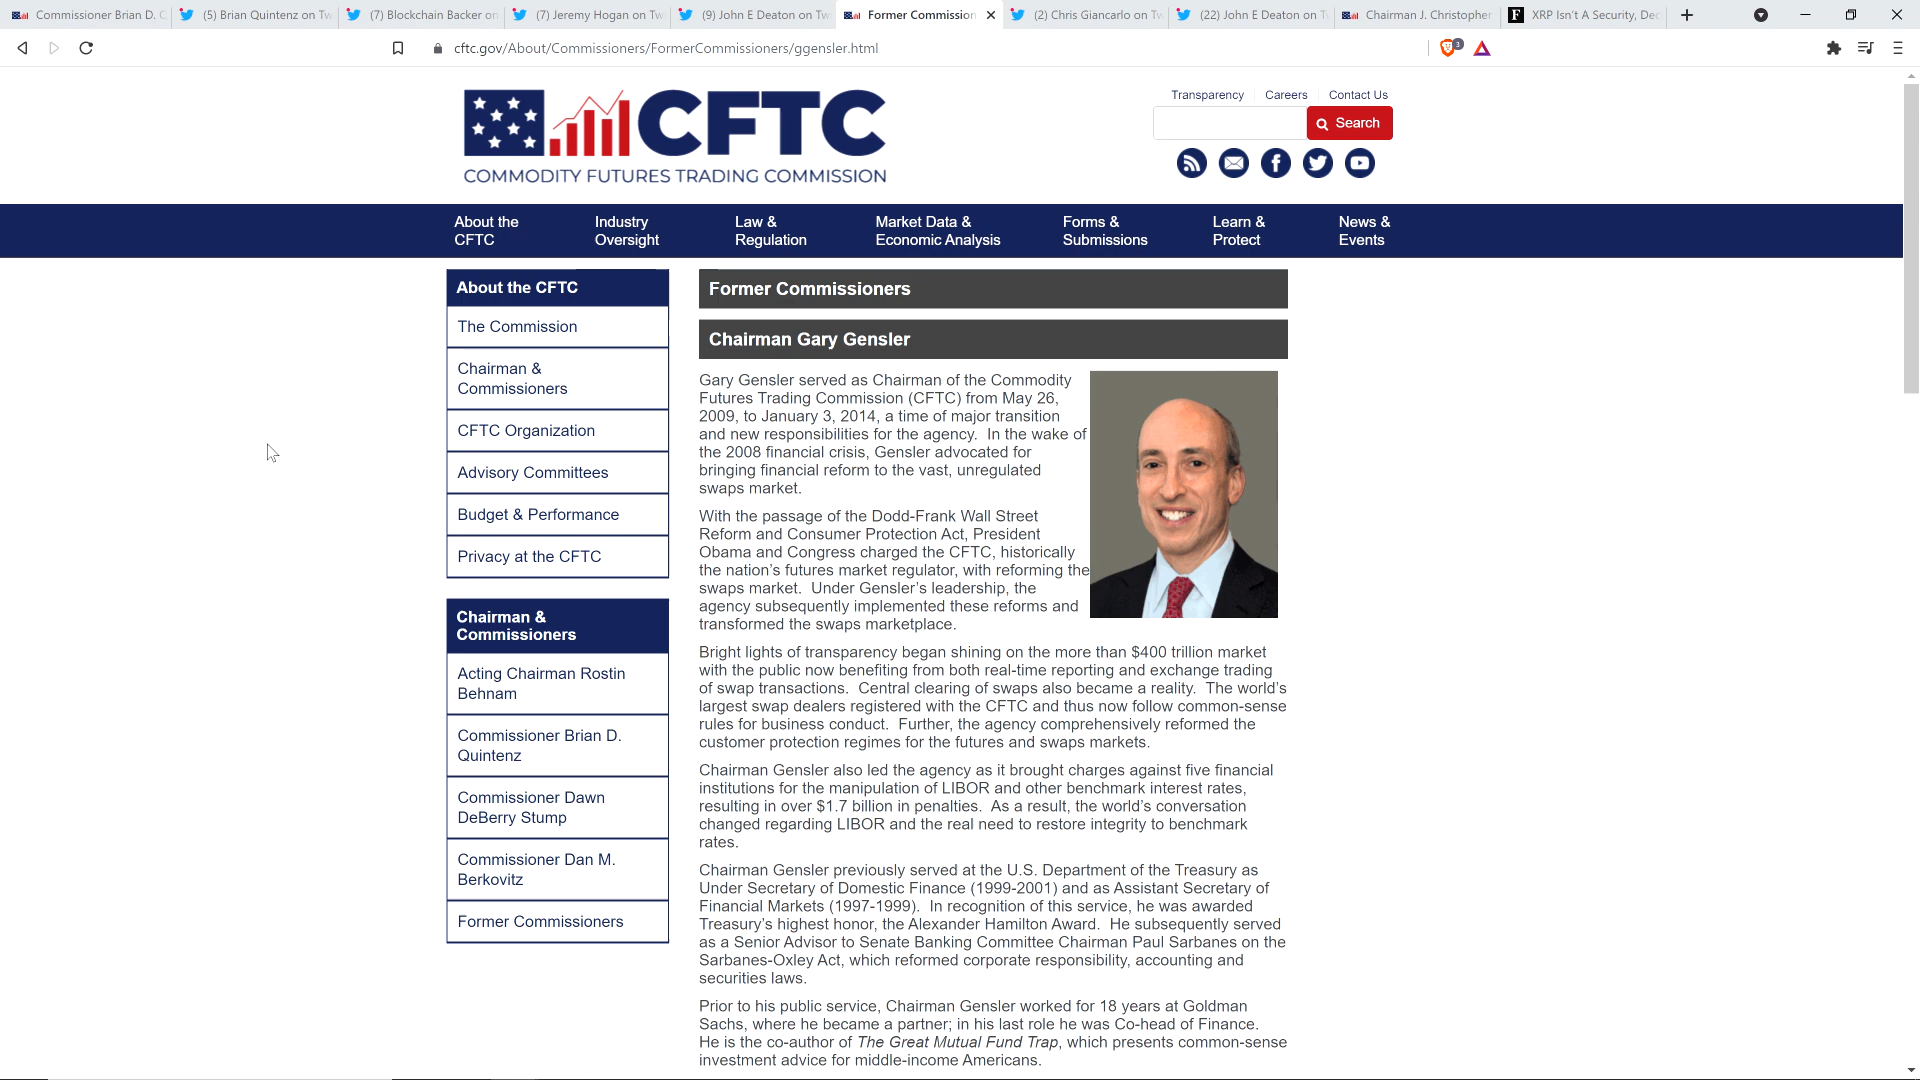 Commissioner Brian D. C
(5) Brian Quintenz on Tw
(7) Blockchain Backer on
(7) Jeremy Hogan on Tw
(9) John E Deaton on Tw
Former Commission
(2) Chris Giancarlo on Tw
(22) John E Deaton on T
Chairman J. Christopher
XRP Isn't A Security, Dec
cftc.gov/About/Commissioners/FormerCommissioners/ggensler.html
3
CFTC
COMMODITY FUTURES TRADING COMMISSION
Transparency
Careers
Contact Us
Search
About the
CFTC
Industry
Oversight
Law &
Regulation
Market Data &
Economic Analysis
Forms &
Submissions
Learn &
Protect
News &
Events
About the CFTC
The Commission
Chairman &
Commissioners
CFTC Organization
Advisory Committees
Budget & Performance
Privacy at the CFTC
Chairman &
Commissioners
Acting Chairman Rostin
Behnam
Commissioner Brian D.
Quintenz
Commissioner Dawn
DeBerry Stump
Commissioner Dan M.
Berkovitz
Former Commissioners
Former Commissioners
Chairman Gary Gensler
Gary Gensler served as Chairman of the Commodity
Futures Trading Commission (CFTC) from May 26,
2009, to January 3, 2014, a time of major transition
and new responsibilities for the agency.  In the wake of
the 2008 financial crisis, Gensler advocated for
bringing financial reform to the vast, unregulated
swaps market.
With the passage of the Dodd-Frank Wall Street
Reform and Consumer Protection Act, President
Obama and Congress charged the CFTC, historically
the nation's futures market regulator, with reforming the
swaps market.  Under Gensler's leadership, the
agency subsequently implemented these reforms and
transformed the swaps marketplace.
Bright lights of transparency began shining on the more than $400 trillion market
with the public now benefiting from both real-time reporting and exchange trading
of swap transactions.  Central clearing of swaps also became a reality.  The world's
largest swap dealers registered with the CFTC and thus now follow common-sense
rules for business conduct.  Further, the agency comprehensively reformed the
customer protection regimes for the futures and swaps markets.
Chairman Gensler also led the agency as it brought charges against five financial
institutions for the manipulation of LIBOR and other benchmark interest rates,
resulting in over $1.7 billion in penalties.  As a result, the world's conversation
changed regarding LIBOR and the real need to restore integrity to benchmark
rates.
Chairman Gensler previously served at the U.S. Department of the Treasury as
Under Secretary of Domestic Finance (1999-2001) and as Assistant Secretary of
Financial Markets (1997-1999).  In recognition of this service, he was awarded
Treasury's highest honor, the Alexander Hamilton Award.  He subsequently served
as a Senior Advisor to Senate Banking Committee Chairman Paul Sarbanes on the
Sarbanes-Oxley Act, which reformed corporate responsibility, accounting and
securities laws.
Prior to his public service, Chairman Gensler worked for 18 years at Goldman
Sachs, where he became a partner; in his last role he was Co-head of Finance.
He is the co-author of The Great Mutual Fund Trap, which presents common-sense
investment advice for middle-income Americans.